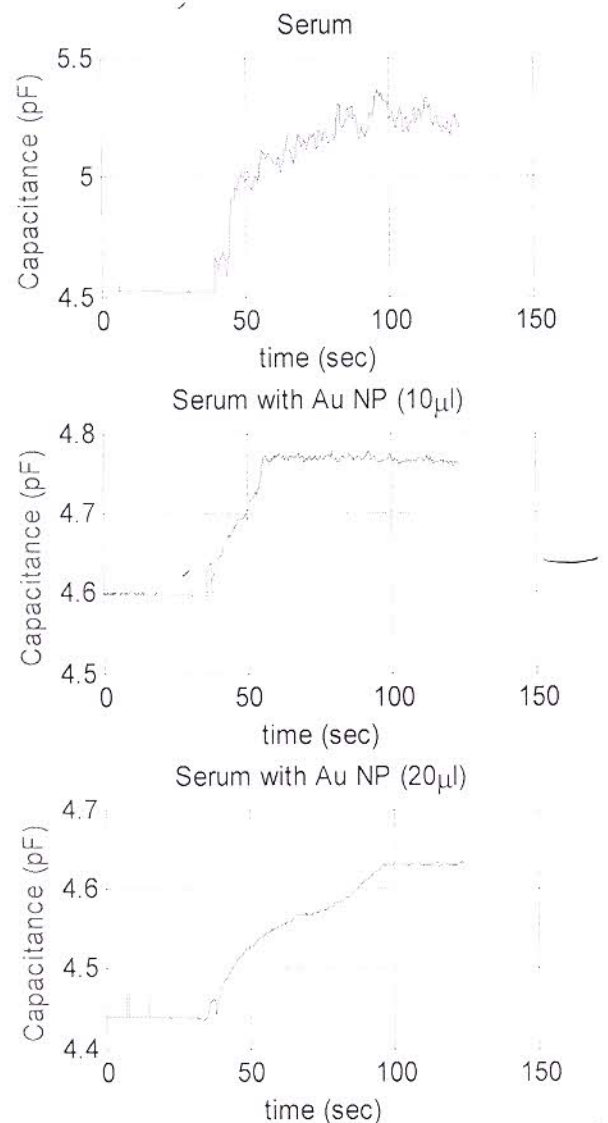 Serum
5.5
5
4.5
Capacitance (pF)
0 50 100 150
time (sec)
Serum with Au NP (10μl)
4.8
4.7
4.6
4.5
Capacitance (pF)
0 50 100 150
time (sec)
Serum with Au NP (20μl)
4.7
4.6
4.5
4.4
Capacitance (pF)
0 50 100 150
time (sec)